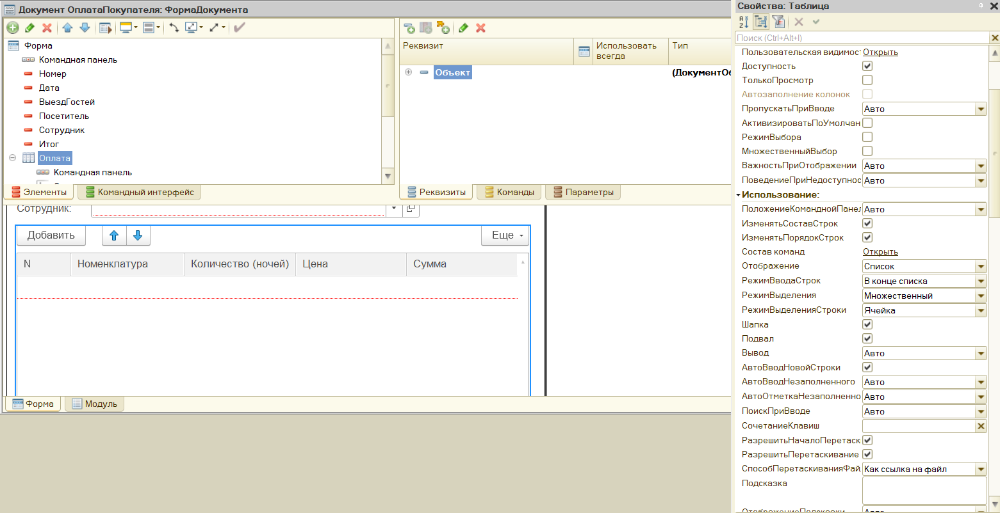 Документ ОплатаПокупателя: ФормаДокумента
Форма
Командная панель
Номер
Дата
ВыездГостей
Посетитель
Сотрудник
Итог
Оплата
Командная панель
Элементы
Командный интерфейс
Реквизит
Использовать
всегда
Тип
Объект
(ДокументОб
Реквизиты
Команды
Параметры
Сотрудник:
Добавить
Еще
N
Номенклатура
Количество (ночей)
Цена
Сумма
Форма
Модуль
Свойства: Таблица
Поиск (Ctrl+Alt+I)
Пользовательская видимос Открыть
Доступность
ТолькоПросмотр
Автозаполнение колонок
ПропускатьПриВводе Авто
АктивизироватьПоУмолчан
РежимВыбора
МножественныйВыбор
ВажностьПриОтображении Авто
ПоведениеПриНедоступнос Авто
Использование:
ПоложениеКоманднойПанел Авто
ИзменятьСоставСтрок
ИзменятьПорядокСтрок
Состав команд Открыть
Отображение Список
РежимВводаСтрок В конце списка
РежимВыделения Множественный
РежимВыделенияСтроки Ячейка
Шапка
Подвал
Вывод Авто
АвтоВводНовойСтроки
АвтоВводНезаполненного Авто
АвтоОтметкаНезаполненно Авто
ПоискПриВводе Авто
СочетаниеКлавиш
РазрешитьНачалоПеретаск
РазрешитьПеретаскивание
СпособПеретаскиванияФай Как ссылка на файл
Подсказка